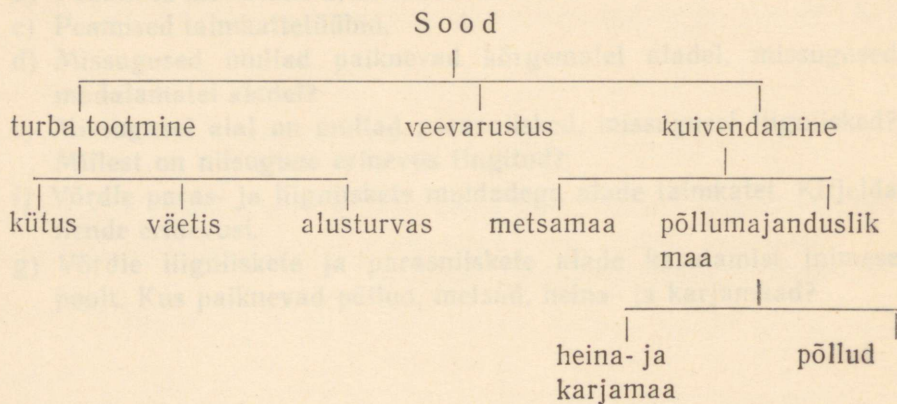 Sood
turba tootmine veevarustus kuivendamine
kütus väetis alusturvas metsamaa põllumajanduslik
maa
heina- ja põllud
karjamaa